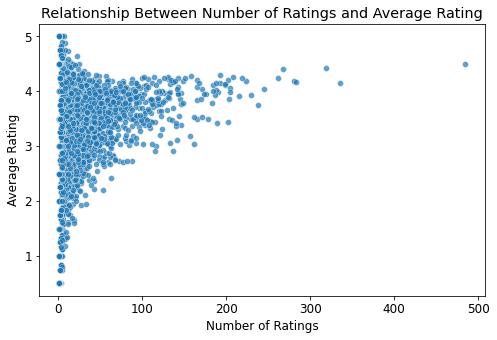 Relationship Between Number of Ratings and Average Rating
5
4
3
2
1
Average Rating
0 100 200 300 400 500
Number of Ratings